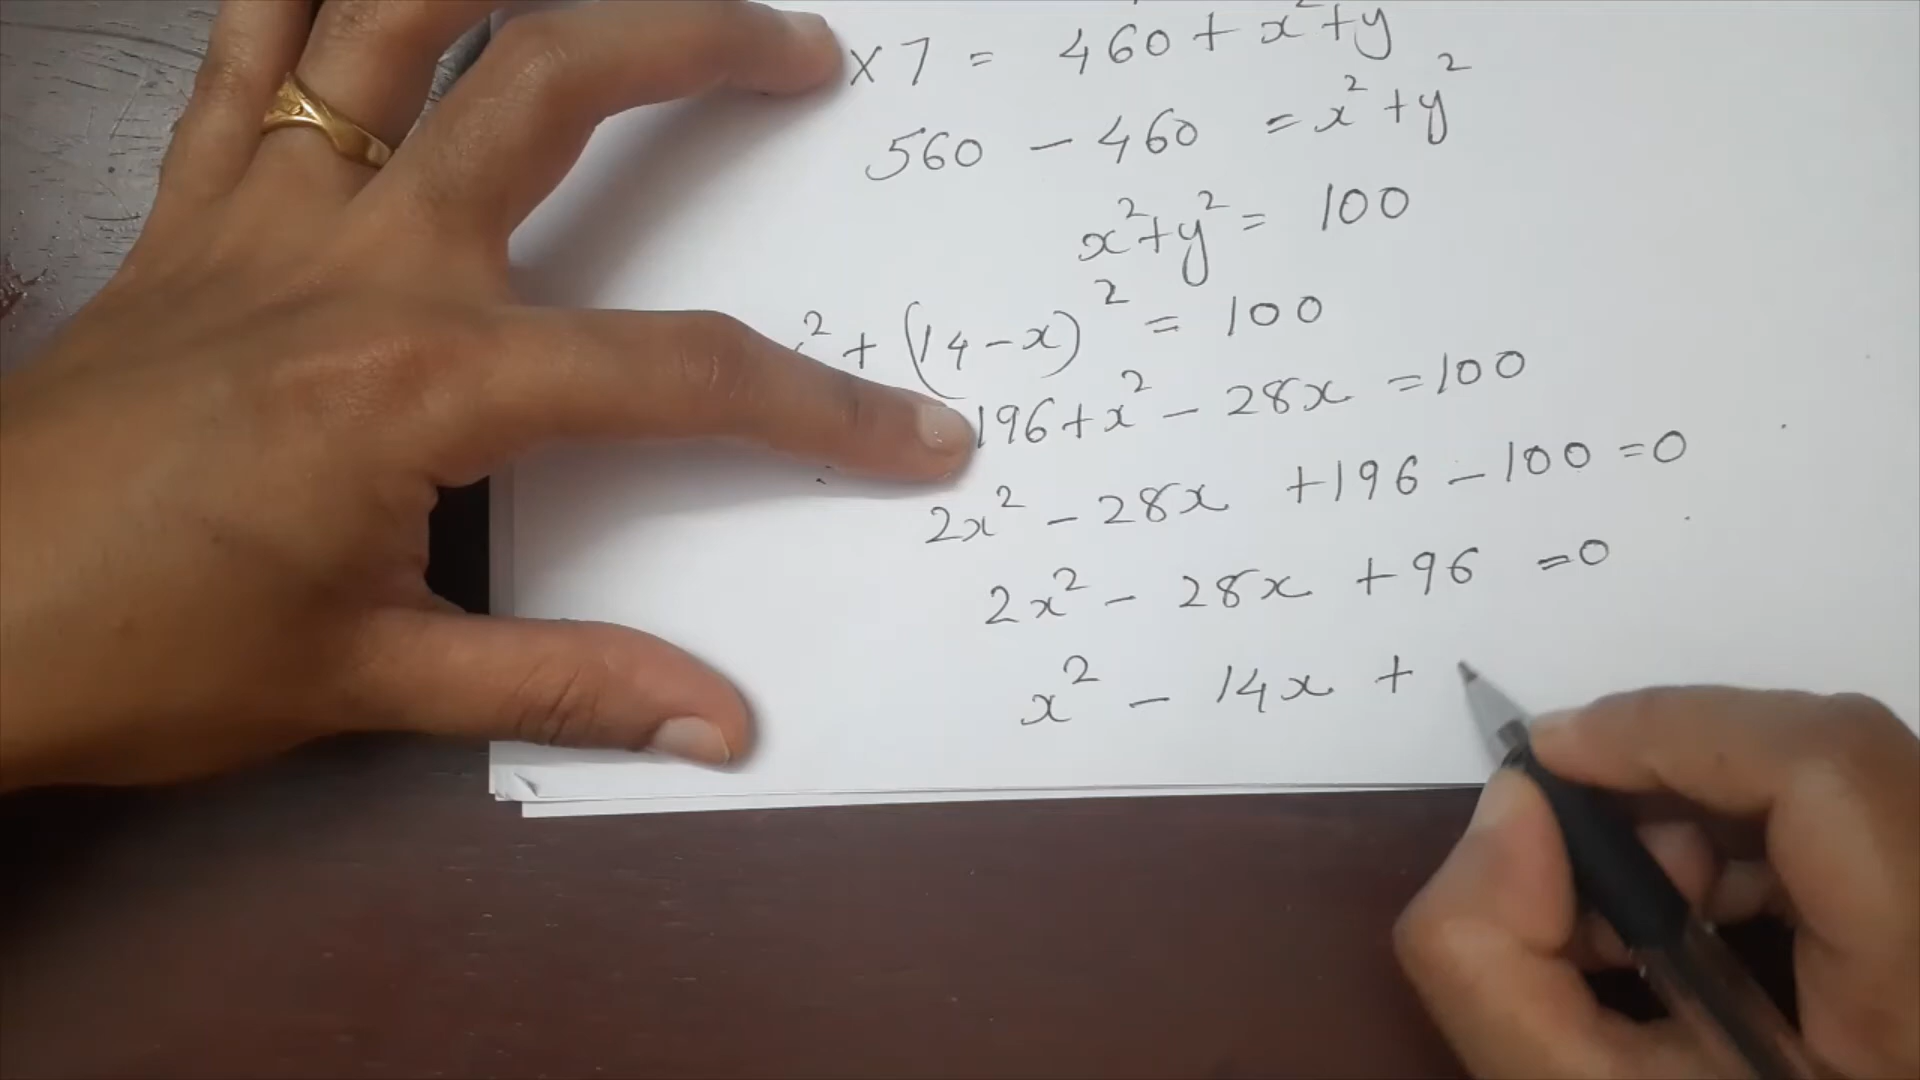 × 7 = 460 + x² + y
560 − 460 = x² + y²
x² + y² = 100
² + (14 − x)² = 100
196 + x² − 28x = 100
2x² − 28x + 196 − 100 = 0
2x² − 28x + 96 = 0
x² − 14x +